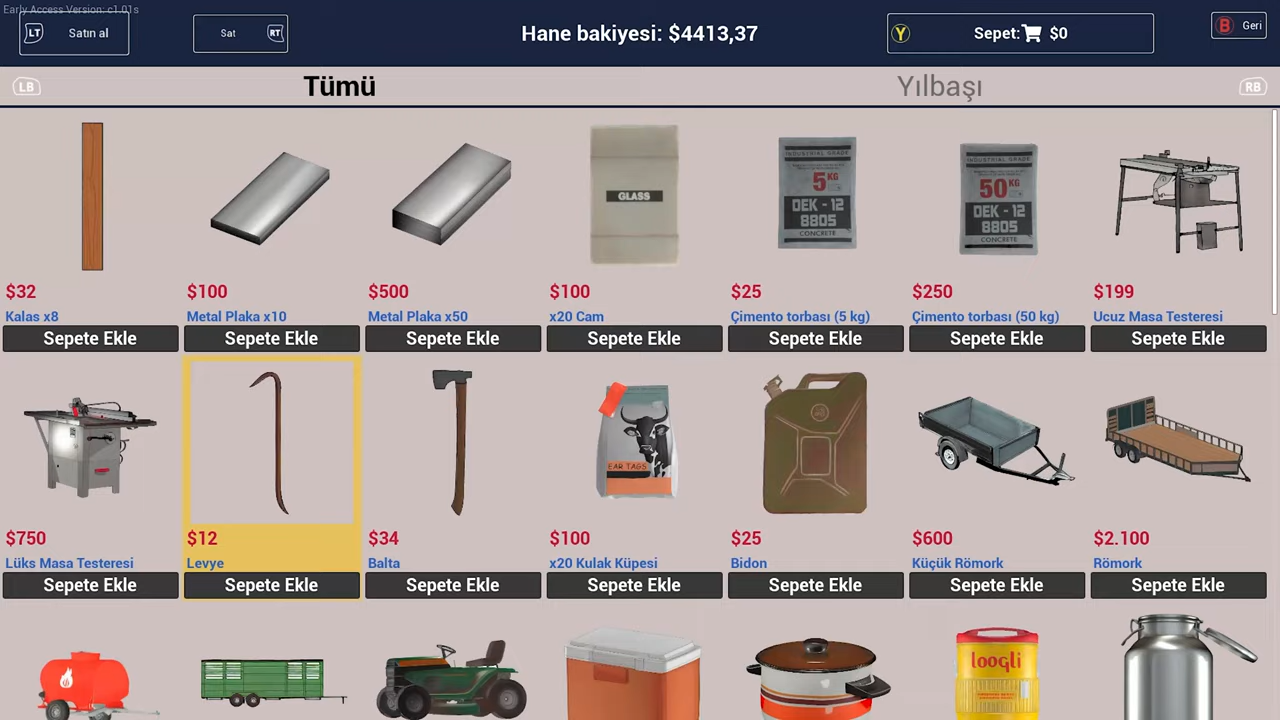 Early Access Version: c1.01s
LT Satın al
Sat RT
Hane bakiyesi: $4413,37
Y Sepet: $0
B Geri
LB Tümü Yılbaşı RB
GLASS
INDUSTRIAL GRADE
5KG
DEK - 12
8805
CONCRETE
INDUSTRIAL GRADE
50KG
DEK - 12
8805
CONCRETE
$32 $100 $500 $100 $25 $250 $199
Kalas x8 Metal Plaka x10 Metal Plaka x50 x20 Cam Çimento torbası (5 kg) Çimento torbası (50 kg) Ucuz Masa Testeresi
Sepete Ekle Sepete Ekle Sepete Ekle Sepete Ekle Sepete Ekle Sepete Ekle Sepete Ekle
EAR TAGS
$750 $12 $34 $100 $25 $600 $2.100
Lüks Masa Testeresi Levye Balta x20 Kulak Küpesi Bidon Küçük Römork Römork
Sepete Ekle Sepete Ekle Sepete Ekle Sepete Ekle Sepete Ekle Sepete Ekle Sepete Ekle
looqli